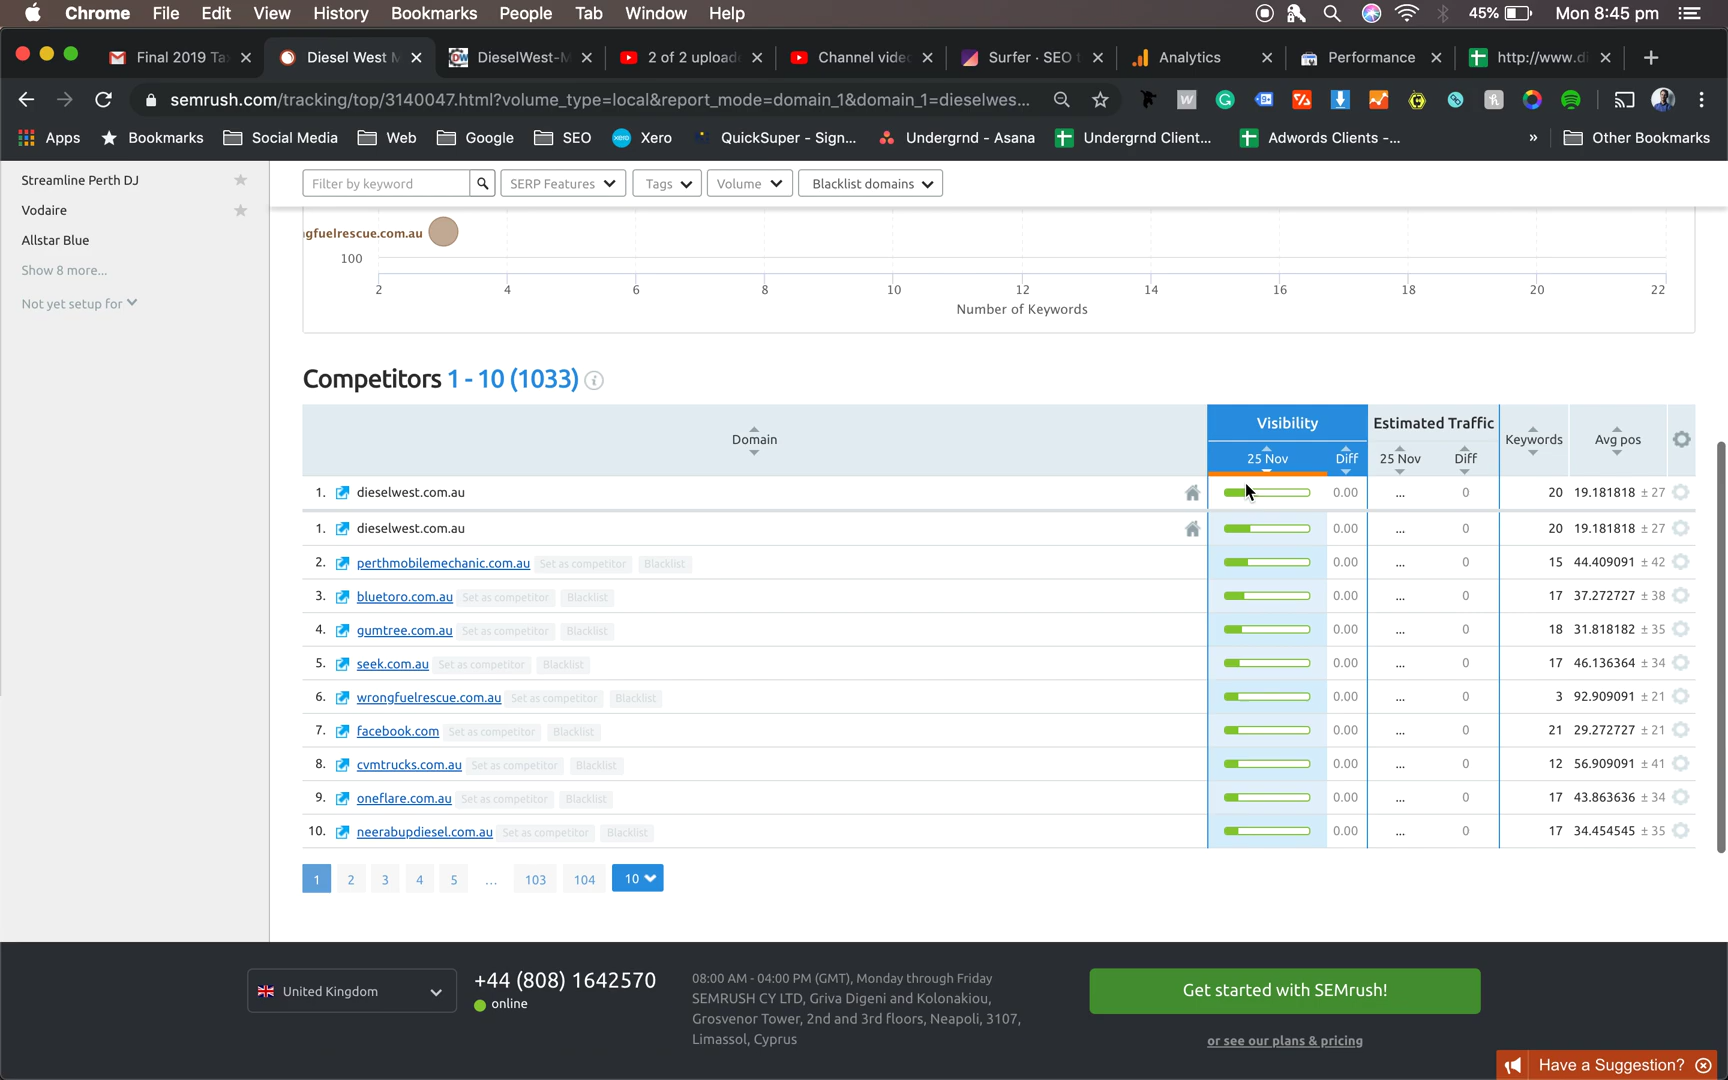 Chrome File Edit View History Bookmarks People Tab Window Help 45% Mon 8:45 pm
Final 2019 Ta Diesel West M DieselWest-M 2 of 2 upload Channel vide Surfer · SEO t Analytics Performance http://www.di
semrush.com/tracking/top/3140047.html?volume_type=local&report_mode=domain_1&domain_1=dieselwes...
Apps Bookmarks Social Media Web Google SEO Xero QuickSuper - Sign... Undergrnd - Asana Undergrnd Client... Adwords Clients -... » Other Bookmarks
Streamline Perth DJ
Vodaire
Allstar Blue
Show 8 more...
Not yet setup for
Filter by keyword SERP Features Tags Volume Blacklist domains
gfuelrescue.com.au
100
2 4 6 8 10 12 14 16 18 20 22
Number of Keywords
Competitors 1 - 10 (1033)
Domain Visibility Estimated Traffic Keywords Avg pos
25 Nov Diff 25 Nov Diff
1. dieselwest.com.au 0.00 ... 0 20 19.181818 ± 27
1. dieselwest.com.au 0.00 ... 0 20 19.181818 ± 27
2. perthmobilemechanic.com.au Set as competitor Blacklist 0.00 ... 0 15 44.409091 ± 42
3. bluetoro.com.au Set as competitor Blacklist 0.00 ... 0 17 37.272727 ± 38
4. gumtree.com.au Set as competitor Blacklist 0.00 ... 0 18 31.818182 ± 35
5. seek.com.au Set as competitor Blacklist 0.00 ... 0 17 46.136364 ± 34
6. wrongfuelrescue.com.au Set as competitor Blacklist 0.00 ... 0 3 92.909091 ± 21
7. facebook.com Set as competitor Blacklist 0.00 ... 0 21 29.272727 ± 21
8. cvmtrucks.com.au Set as competitor Blacklist 0.00 ... 0 12 56.909091 ± 41
9. oneflare.com.au Set as competitor Blacklist 0.00 ... 0 17 43.863636 ± 34
10. neerabupdiesel.com.au Set as competitor Blacklist 0.00 ... 0 17 34.454545 ± 35
1 2 3 4 5 ... 103 104 10
United Kingdom
+44 (808) 1642570
online
08:00 AM - 04:00 PM (GMT), Monday through Friday
SEMRUSH CY LTD, Griva Digeni and Kolonakiou,
Grosvenor Tower, 2nd and 3rd floors, Neapoli, 3107,
Limassol, Cyprus
Get started with SEMrush!
or see our plans & pricing
Have a Suggestion?